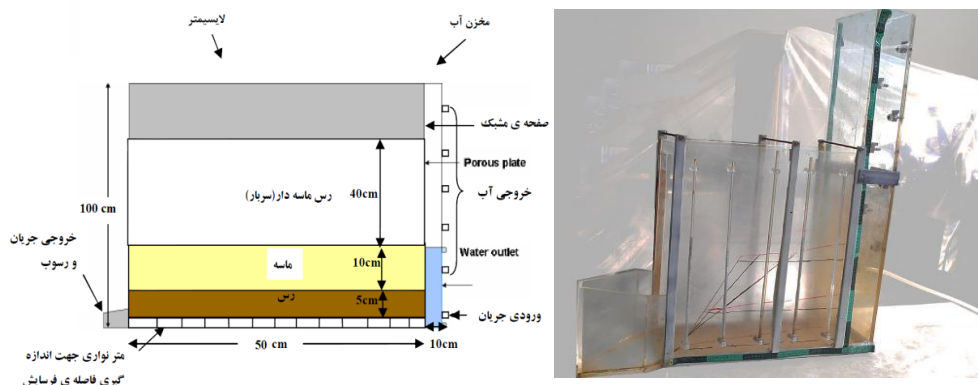 لایسیمتر
مخزن آب
صفحه ی مشبک
Porous plate
رس ماسه دار(سربار)
40cm
خروجی آب
100 cm
خروجی جریان
و رسوب
Water outlet
ماسه
10cm
رس
5cm
ورودی جریان
50 cm
10cm
متر نواری جهت اندازه
گیری فاصله ی فرسایش